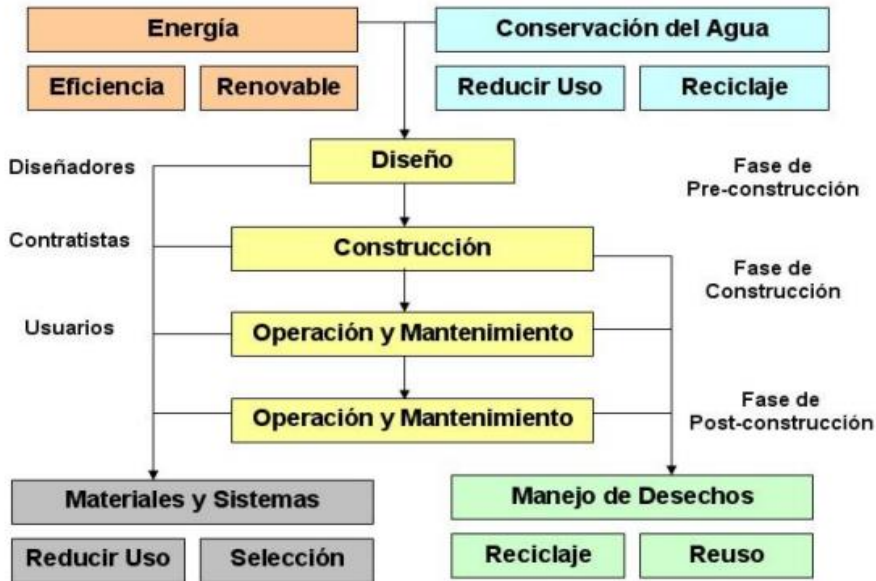 Energía
Conservación del Agua
Eficiencia
Renovable
Reducir Uso
Reciclaje
Diseñadores
Diseño
Fase de
Pre-construcción
Contratistas
Construcción
Fase de
Construcción
Usuarios
Operación y Mantenimiento
Operación y Mantenimiento
Fase de
Post-construcción
Materiales y Sistemas
Manejo de Desechos
Reducir Uso
Selección
Reciclaje
Reuso